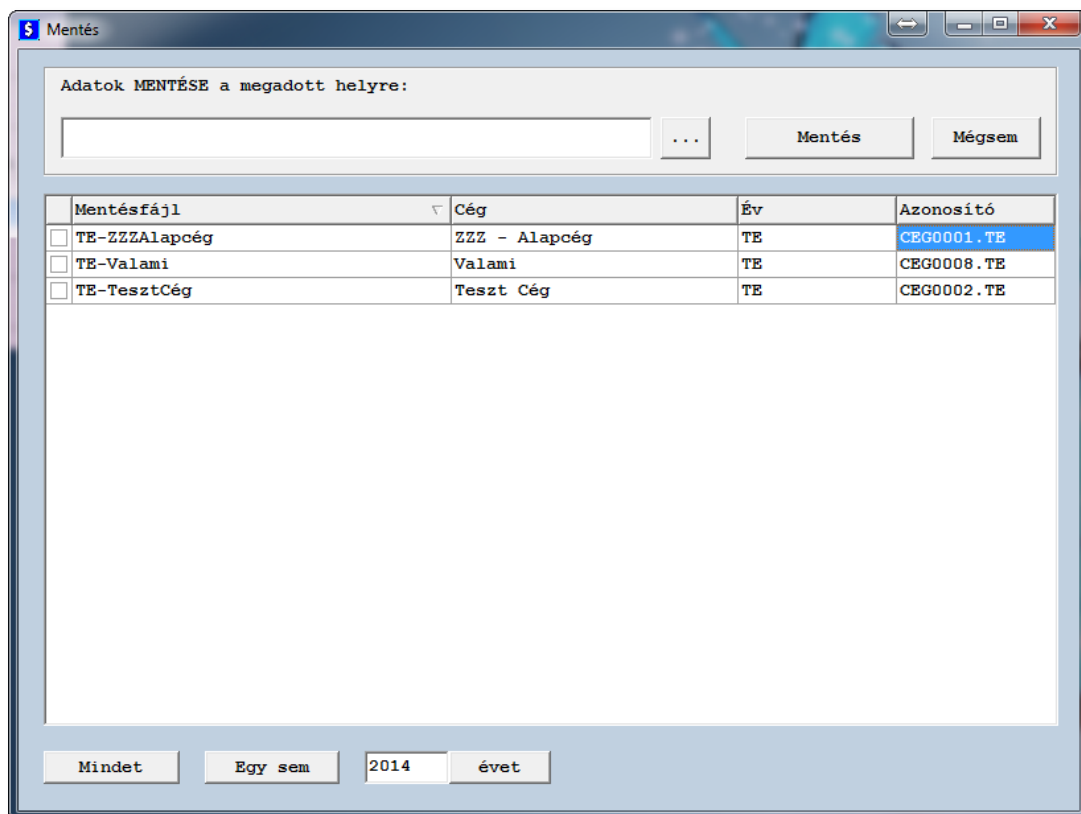 $ Mentés
Adatok MENTÉSE a megadott helyre:
... Mentés Mégsem
Mentésfájl Cég Év Azonosító
TE-ZZZAlapcég ZZZ - Alapcég TE CEG0001.TE
TE-Valami Valami TE CEG0008.TE
TE-TesztCég Teszt Cég TE CEG0002.TE
Mindet Egy sem 2014 évet